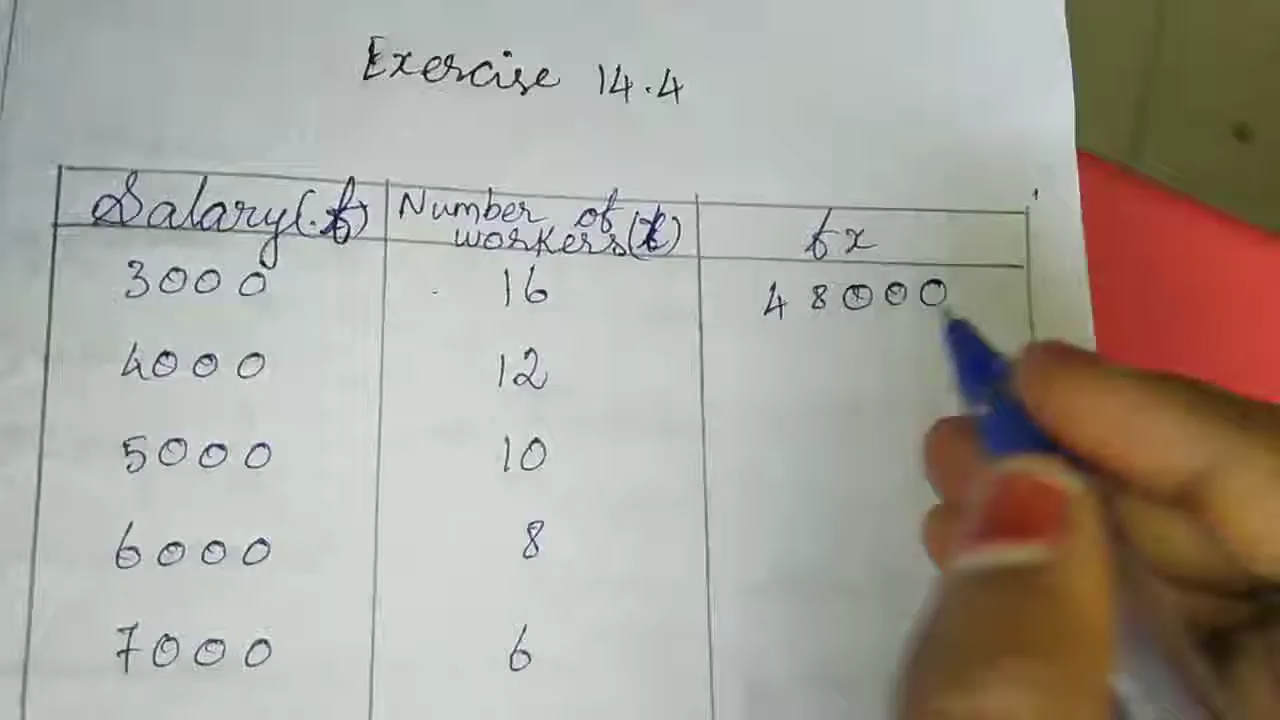 Exercise 14.4
Salary(f) Number of workers(x) fx
3000 16 48000
4000 12
5000 10
6000 8
7000 6